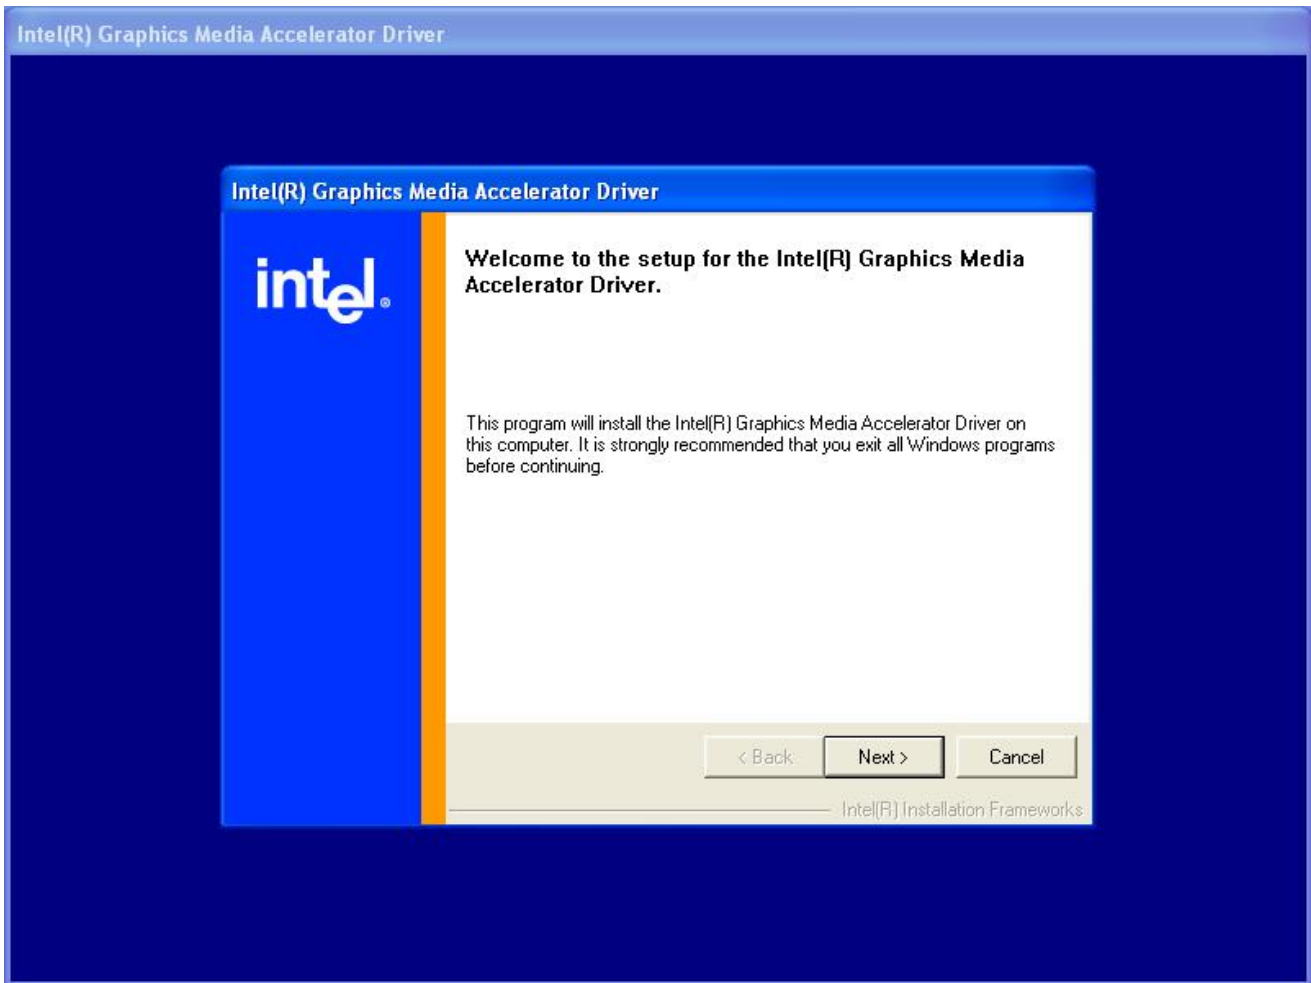 Intel(R) Graphics Media Accelerator Driver
Intel(R) Graphics Media Accelerator Driver
intel®
Welcome to the setup for the Intel(R) Graphics Media
Accelerator Driver.
This program will install the Intel(R) Graphics Media Accelerator Driver on
this computer. It is strongly recommended that you exit all Windows programs
before continuing.
< Back
Next >
Cancel
Intel(R) Installation Frameworks